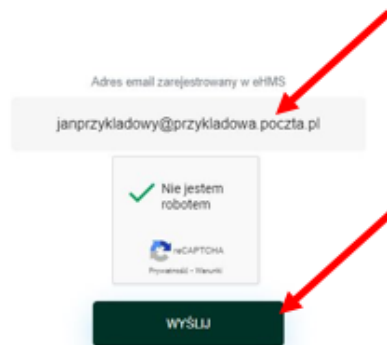 Adres email zarejestrowany w eHMS
janprzykladowy@przykladowa.poczta.pl
Nie jestem
robotem
reCAPTCHA
Prywatność - Warunki
WYŚLIJ